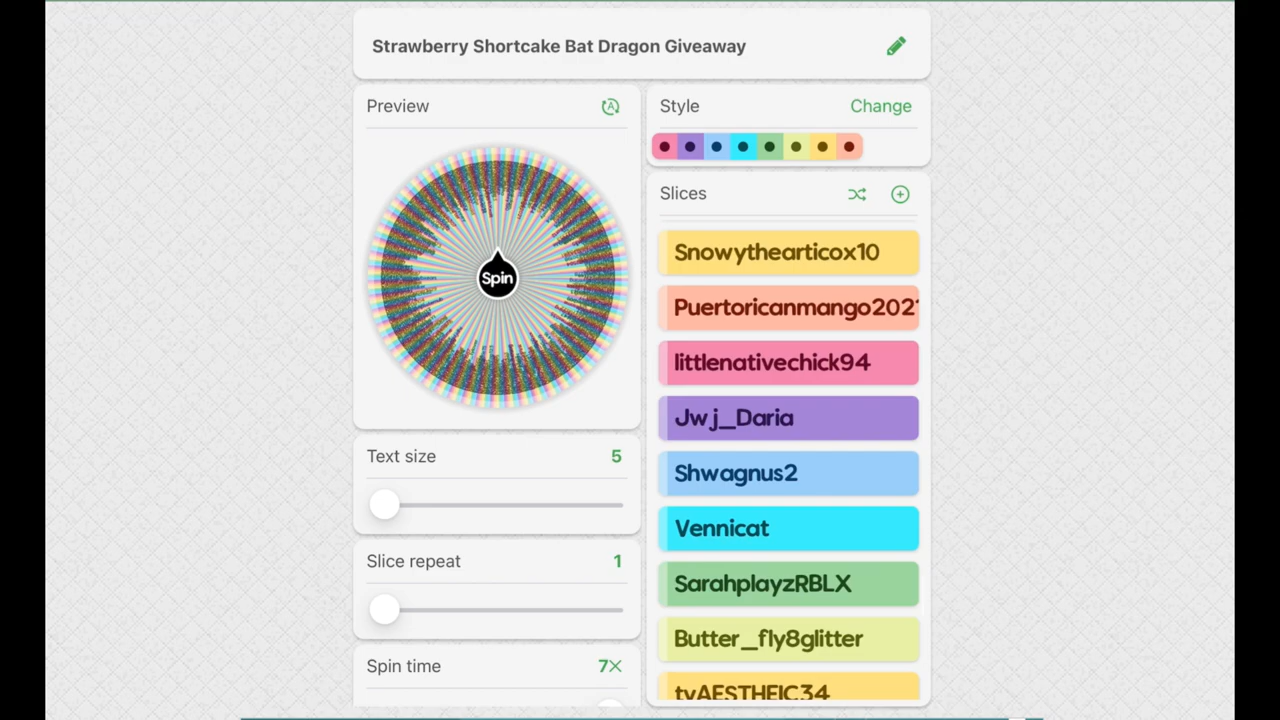 Strawberry Shortcake Bat Dragon Giveaway
Preview
Spin
Text size 5
Slice repeat 1
Spin time 7×
Style Change
Slices
Snowythearticox10
Puertoricanmango202
littlenativechick94
Jwj_Daria
Shwagnus2
Vennicat
SarahplayzRBLX
Butter_fly8glitter